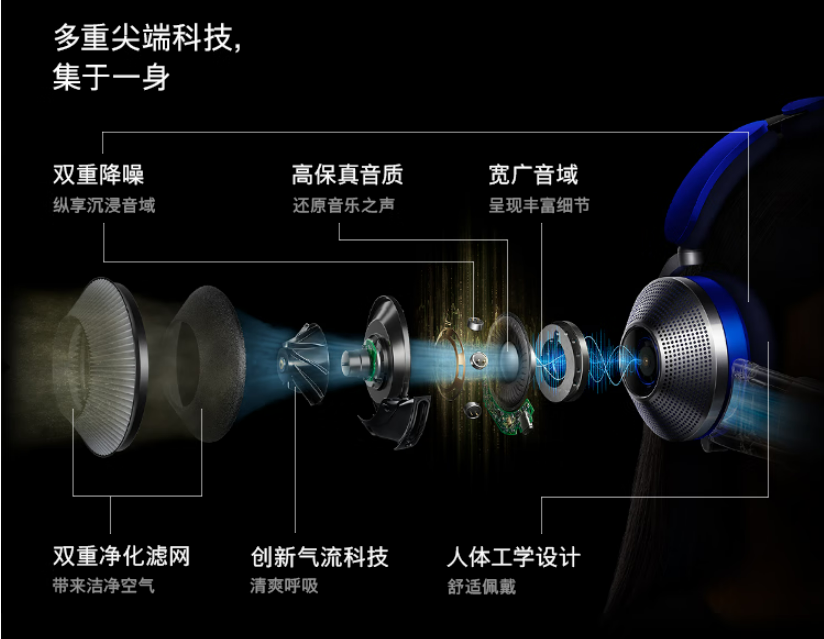 多重尖端科技,
集于一身
双重降噪
纵享沉浸音域
高保真音质
还原音乐之声
宽广音域
呈现丰富细节
双重净化滤网
带来洁净空气
创新气流科技
清爽呼吸
人体工学设计
舒适佩戴